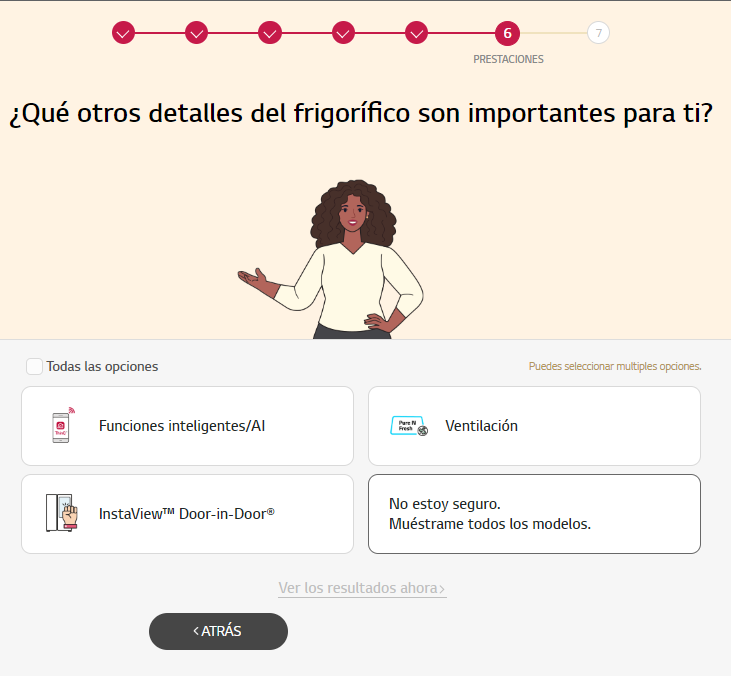 6
7
PRESTACIONES
¿Qué otros detalles del frigorífico son importantes para ti?
Todas las opciones
Puedes seleccionar multiples opciones.
ThinQ
Funciones inteligentes/AI
Pure N
Fresh
Ventilación
InstaView™ Door-in-Door®
No estoy seguro.
Muéstrame todos los modelos.
Ver los resultados ahora›
‹ ATRÁS